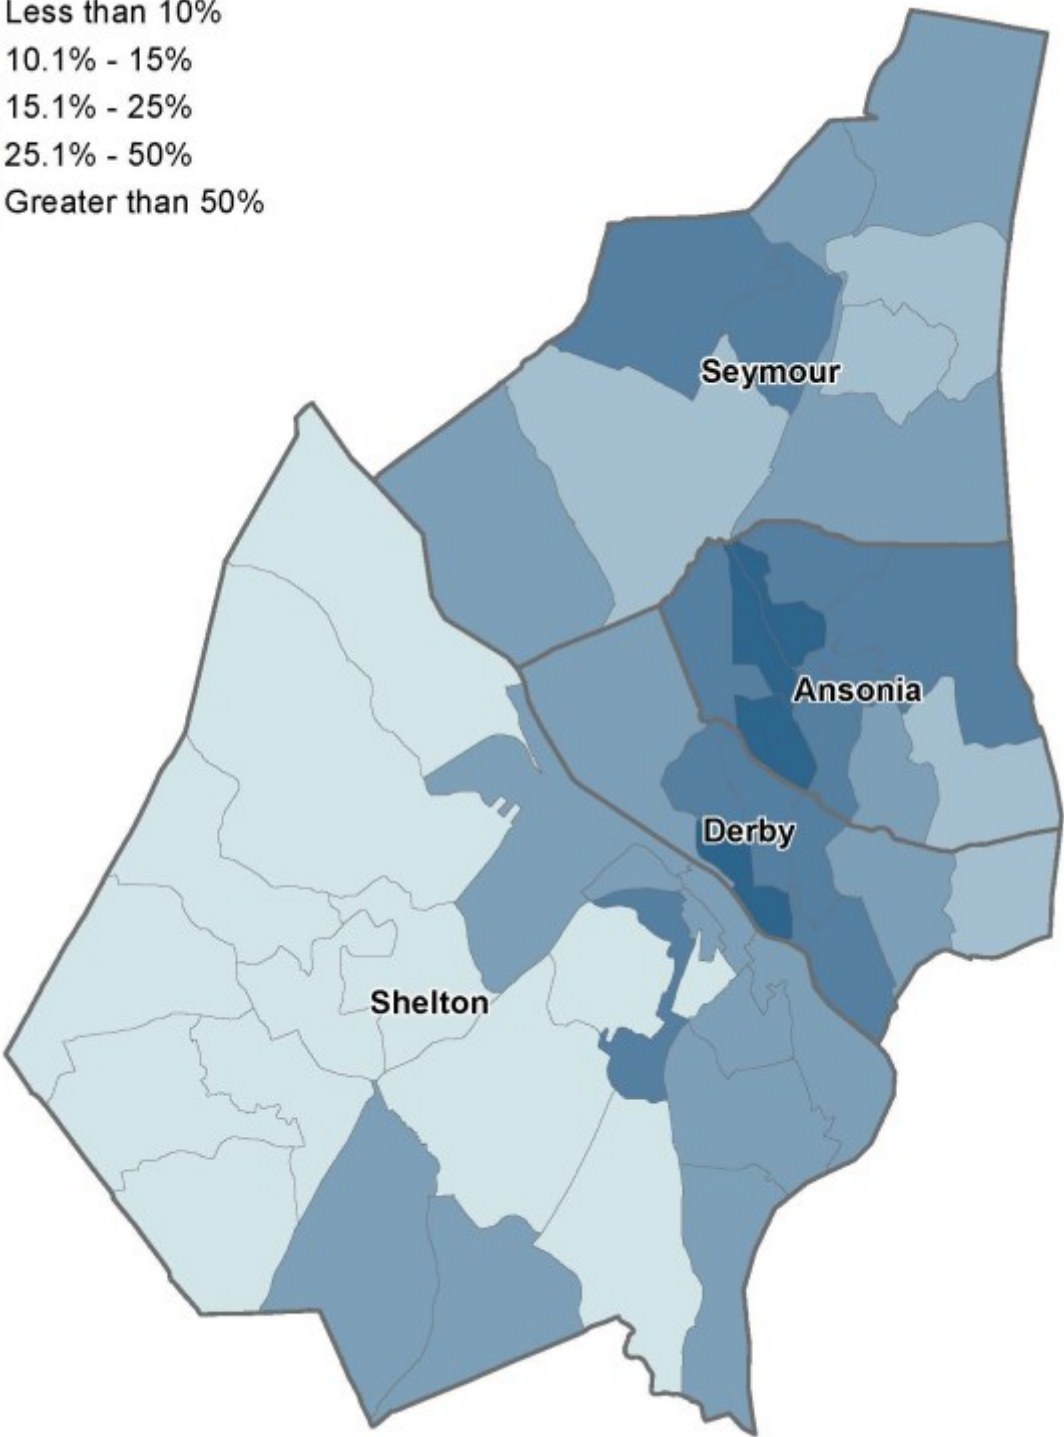 Less than 10%
10.1% - 15%
15.1% - 25%
25.1% - 50%
Greater than 50%
Seymour
Ansonia
Derby
Shelton